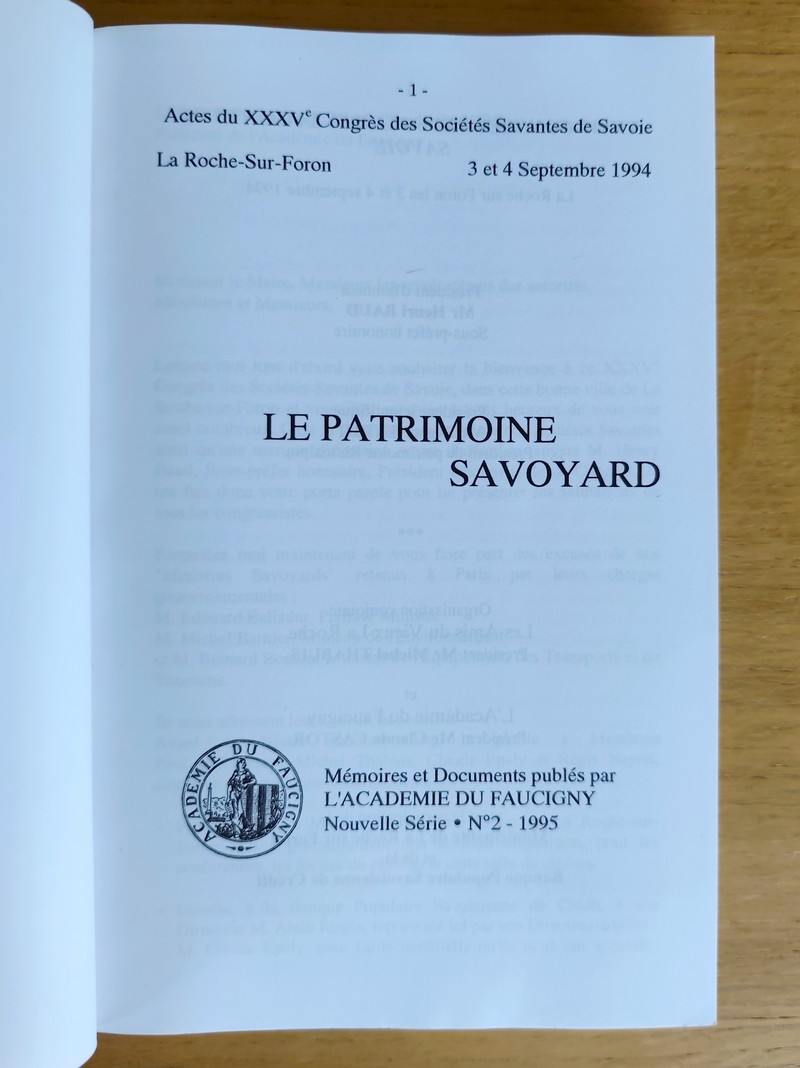 - 1 -
Actes du XXXVe Congrès des Sociétés Savantes de Savoie
La Roche-Sur-Foron 3 et 4 Septembre 1994
LE PATRIMOINE
SAVOYARD
ACADEMIE DU FAUCIGNY
Mémoires et Documents publés par
L'ACADEMIE DU FAUCIGNY
Nouvelle Série • N°2 - 1995